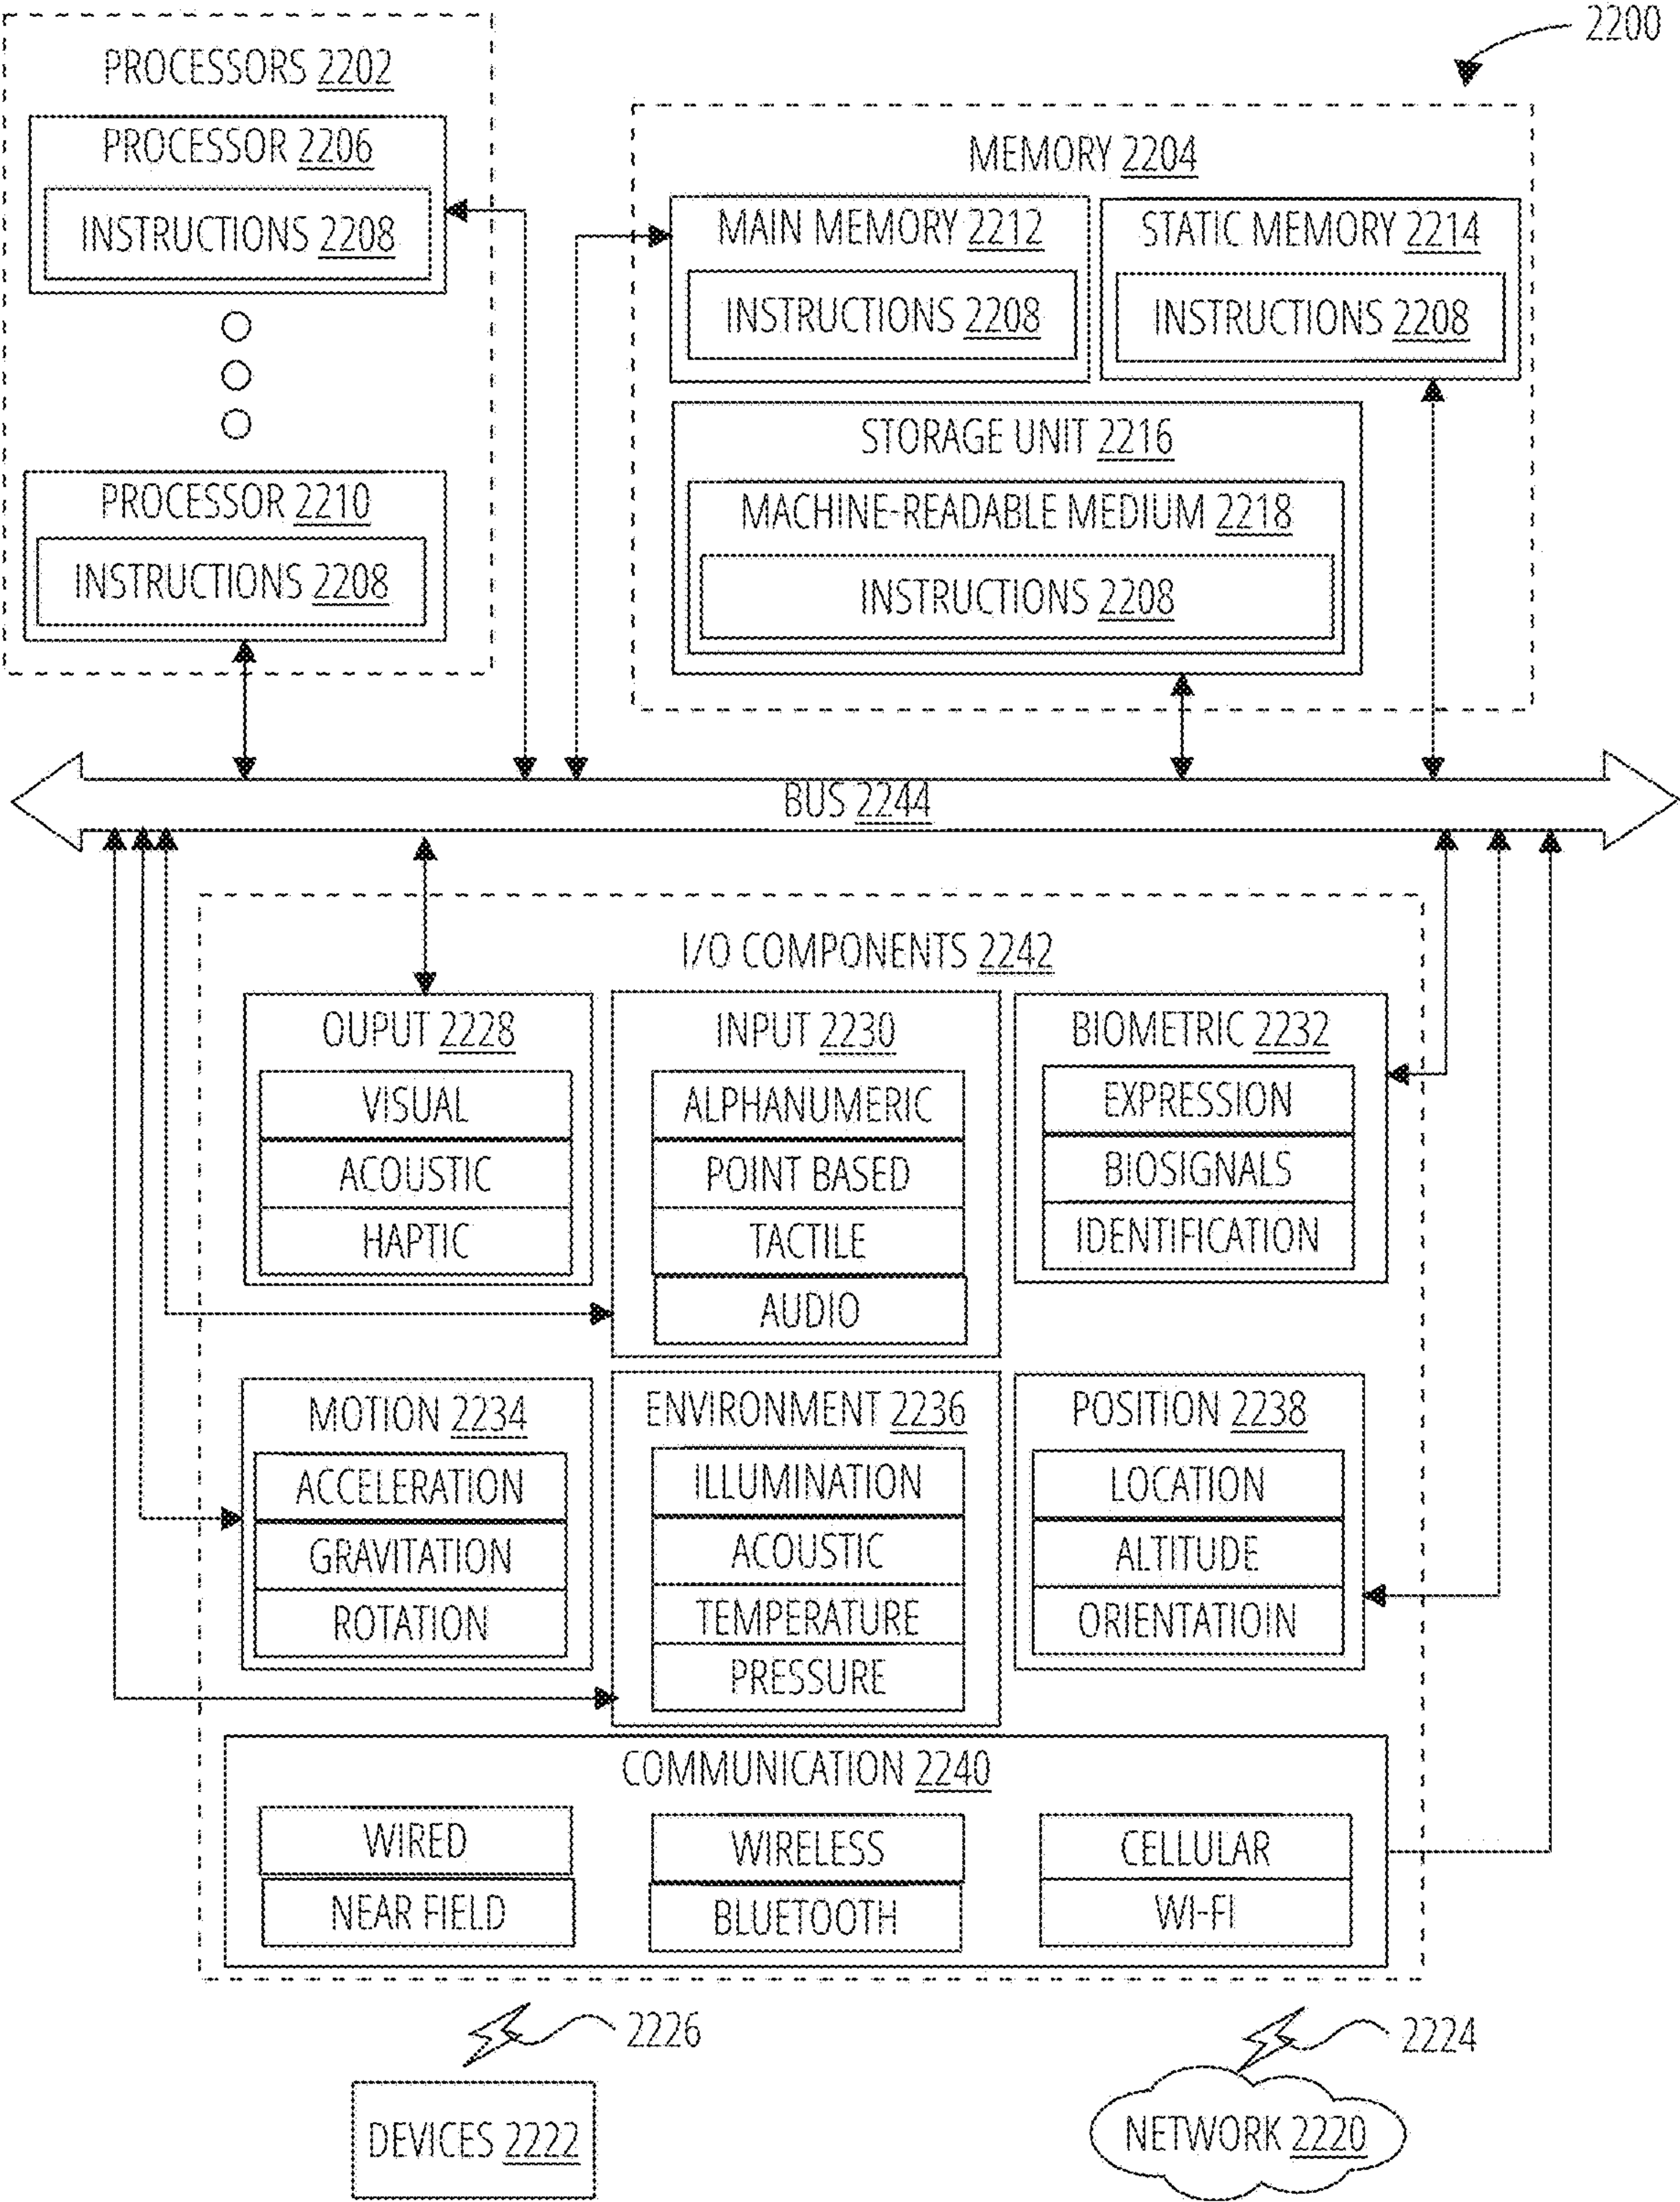 2200
PROCESSORS 2202
PROCESSOR 2206
INSTRUCTIONS 2208
PROCESSOR 2210
INSTRUCTIONS 2208
MEMORY 2204
MAIN MEMORY 2212
INSTRUCTIONS 2208
STATIC MEMORY 2214
INSTRUCTIONS 2208
STORAGE UNIT 2216
MACHINE-READABLE MEDIUM 2218
INSTRUCTIONS 2208
BUS 2244
I/O COMPONENTS 2242
OUPUT 2228
VISUAL
ACOUSTIC
HAPTIC
INPUT 2230
ALPHANUMERIC
POINT BASED
TACTILE
AUDIO
BIOMETRIC 2232
EXPRESSION
BIOSIGNALS
IDENTIFICATION
MOTION 2234
ACCELERATION
GRAVITATION
ROTATION
ENVIRONMENT 2236
ILLUMINATION
ACOUSTIC
TEMPERATURE
PRESSURE
POSITION 2238
LOCATION
ALTITUDE
ORIENTATIOIN
COMMUNICATION 2240
WIRED
NEAR FIELD
WIRELESS
BLUETOOTH
CELLULAR
WI-FI
2226
2224
DEVICES 2222
NETWORK 2220